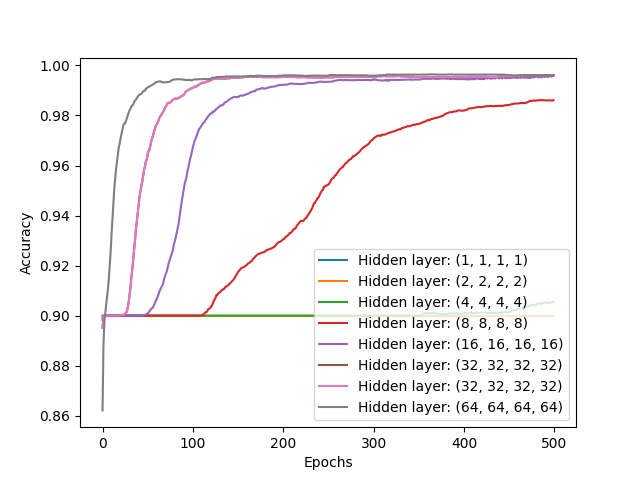 1.00
0.98
0.96
0.94
0.92
0.90
0.88
0.86
Accuracy
Hidden layer: (1, 1, 1, 1)
Hidden layer: (2, 2, 2, 2)
Hidden layer: (4, 4, 4, 4)
Hidden layer: (8, 8, 8, 8)
Hidden layer: (16, 16, 16, 16)
Hidden layer: (32, 32, 32, 32)
Hidden layer: (32, 32, 32, 32)
Hidden layer: (64, 64, 64, 64)
0 100 200 300 400 500
Epochs